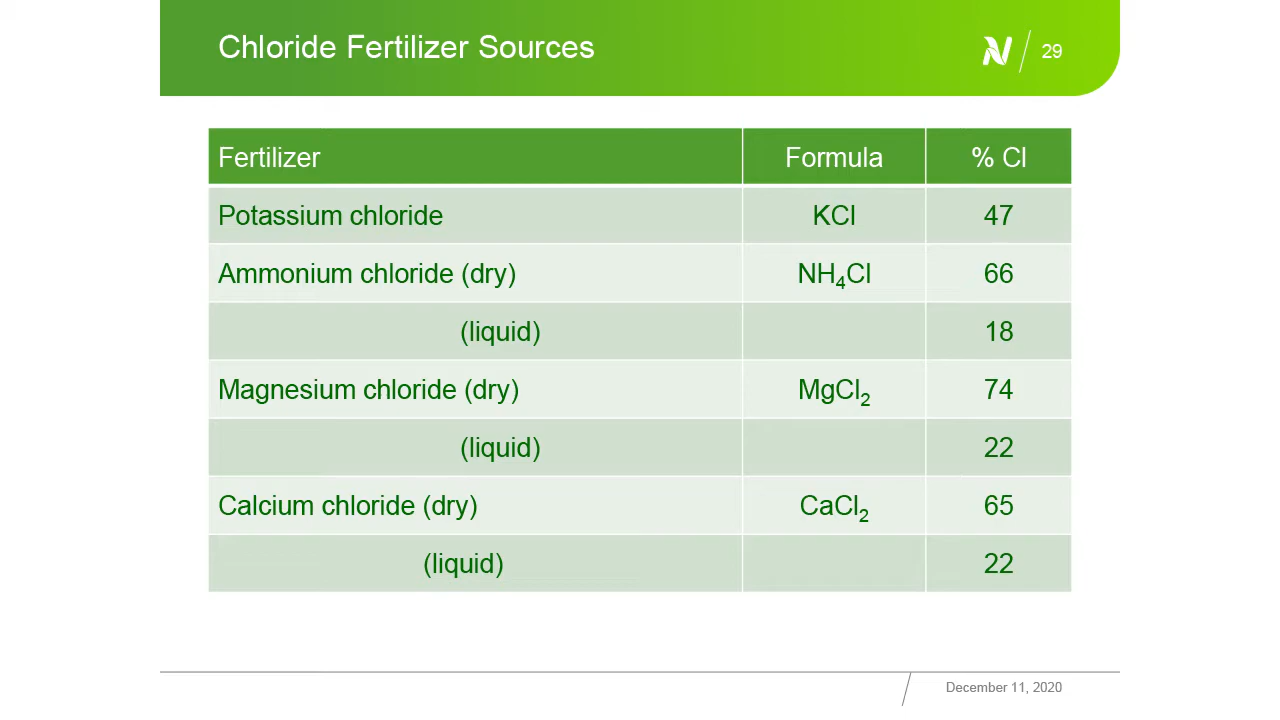 Chloride Fertilizer Sources
29
Fertilizer Formula % Cl
Potassium chloride KCl 47
Ammonium chloride (dry) NH₄Cl 66
(liquid) 18
Magnesium chloride (dry) MgCl₂ 74
(liquid) 22
Calcium chloride (dry) CaCl₂ 65
(liquid) 22
December 11, 2020